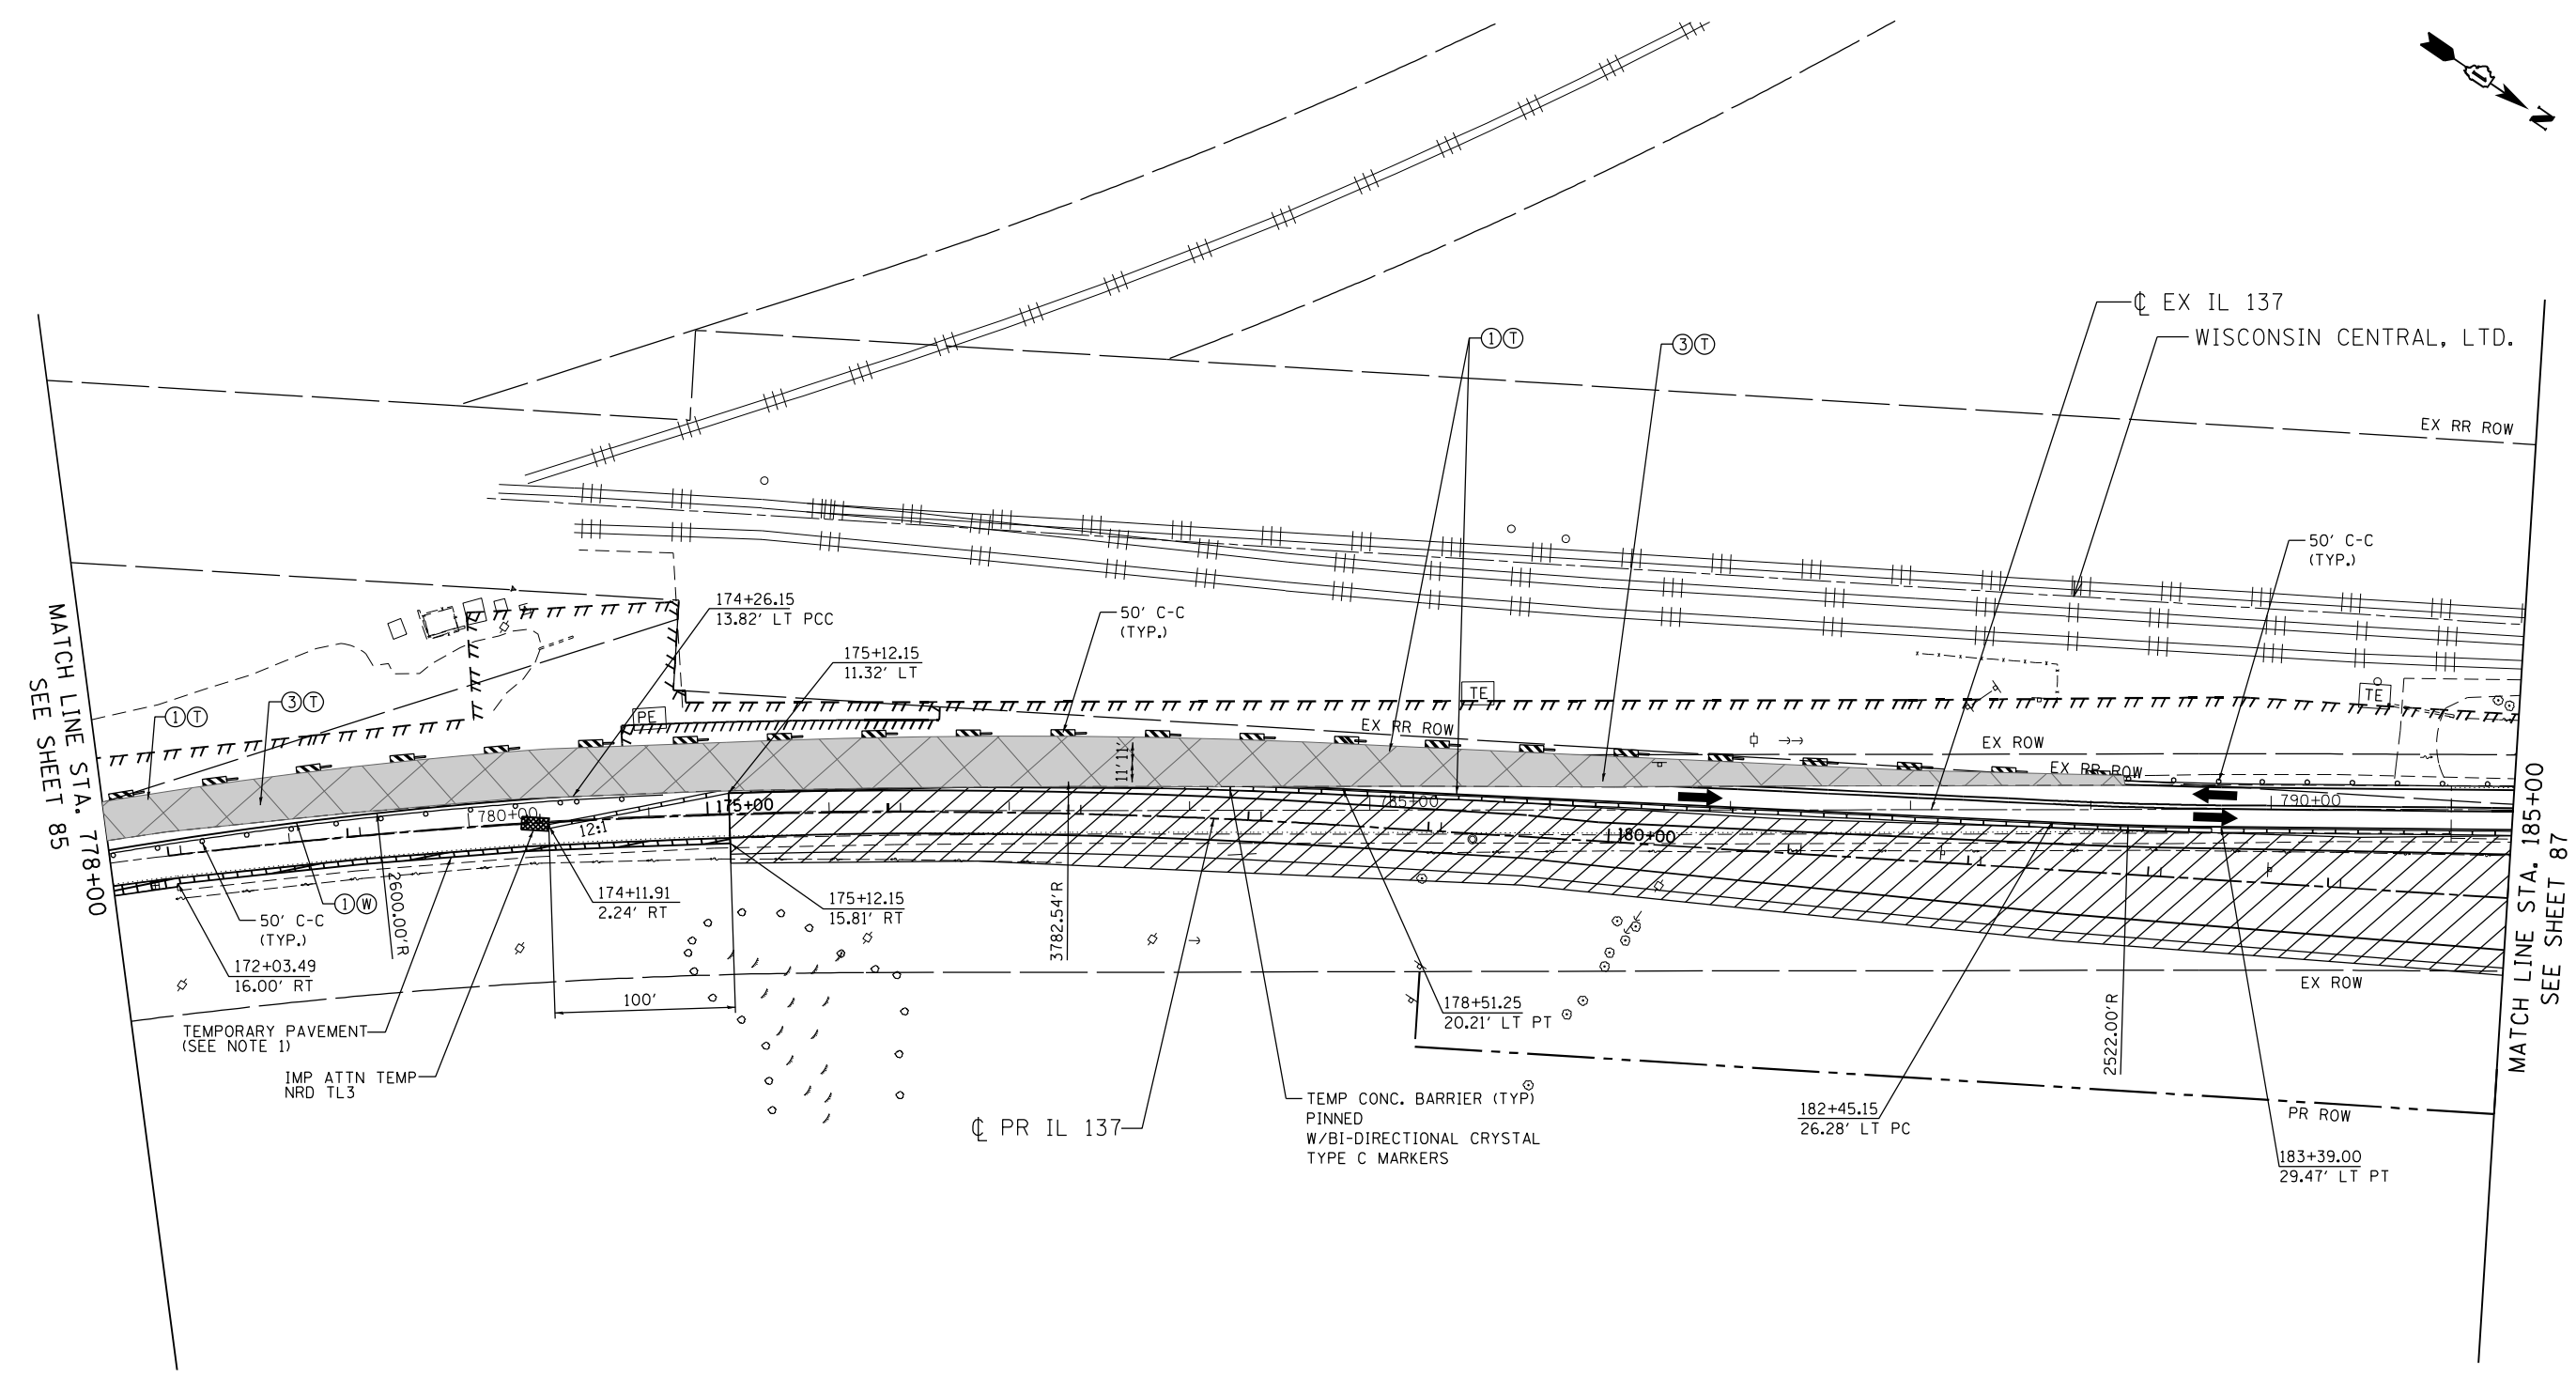 N
℄ EX IL 137
WISCONSIN CENTRAL, LTD.
①Ⓣ
③Ⓣ
EX RR ROW
50' C-C
(TYP.)
MATCH LINE STA. 778+00
SEE SHEET 85
174+26.15
13.82' LT PCC
50' C-C
(TYP.)
175+12.15
11.32' LT
①Ⓣ
③Ⓣ
PE
TE
TE
EX RR ROW
EX ROW
EX RR ROW
11'
11'
780+00
12:1
175+00
785+00
180+00
790+00
MATCH LINE STA. 185+00
SEE SHEET 87
2600.00'R
①Ⓦ
50' C-C
(TYP.)
174+11.91
2.24' RT
175+12.15
15.81' RT
3782.54'R
172+03.49
16.00' RT
100'
TEMPORARY PAVEMENT
(SEE NOTE 1)
IMP ATTN TEMP
NRD TL3
178+51.25
20.21' LT PT
EX ROW
2522.00'R
℄ PR IL 137
TEMP CONC. BARRIER (TYP)
PINNED
W/BI-DIRECTIONAL CRYSTAL
TYPE C MARKERS
182+45.15
26.28' LT PC
PR ROW
183+39.00
29.47' LT PT